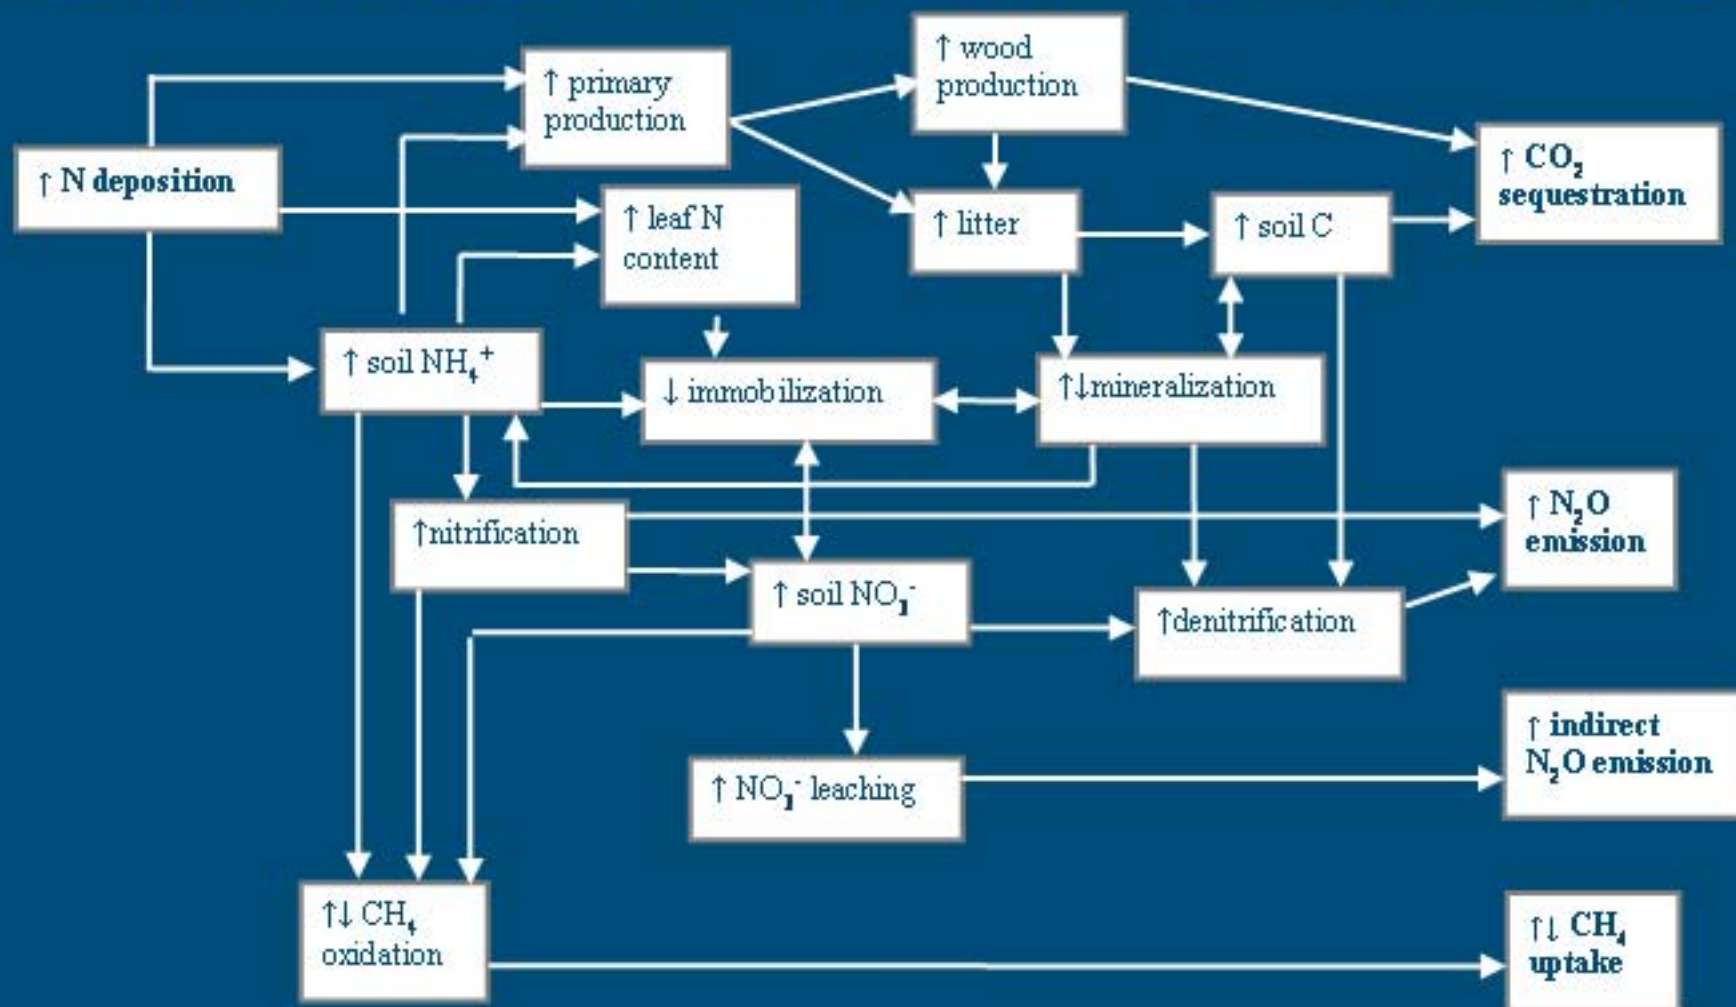 ↑ wood
production
↑ primary
production
↑ CO₂
sequestration
↑ N deposition
↑ leaf N
content
↑ litter
↑ soil C
↑ soil NH₄⁺
↓ immobilization
↑↓mineralization
↑nitrification
↑ N₂O
emission
↑ soil NO₃⁻
↑denitrification
↑ NO₃⁻ leaching
↑ indirect
N₂O emission
↑↓ CH₄
oxidation
↑↓ CH₄
uptake